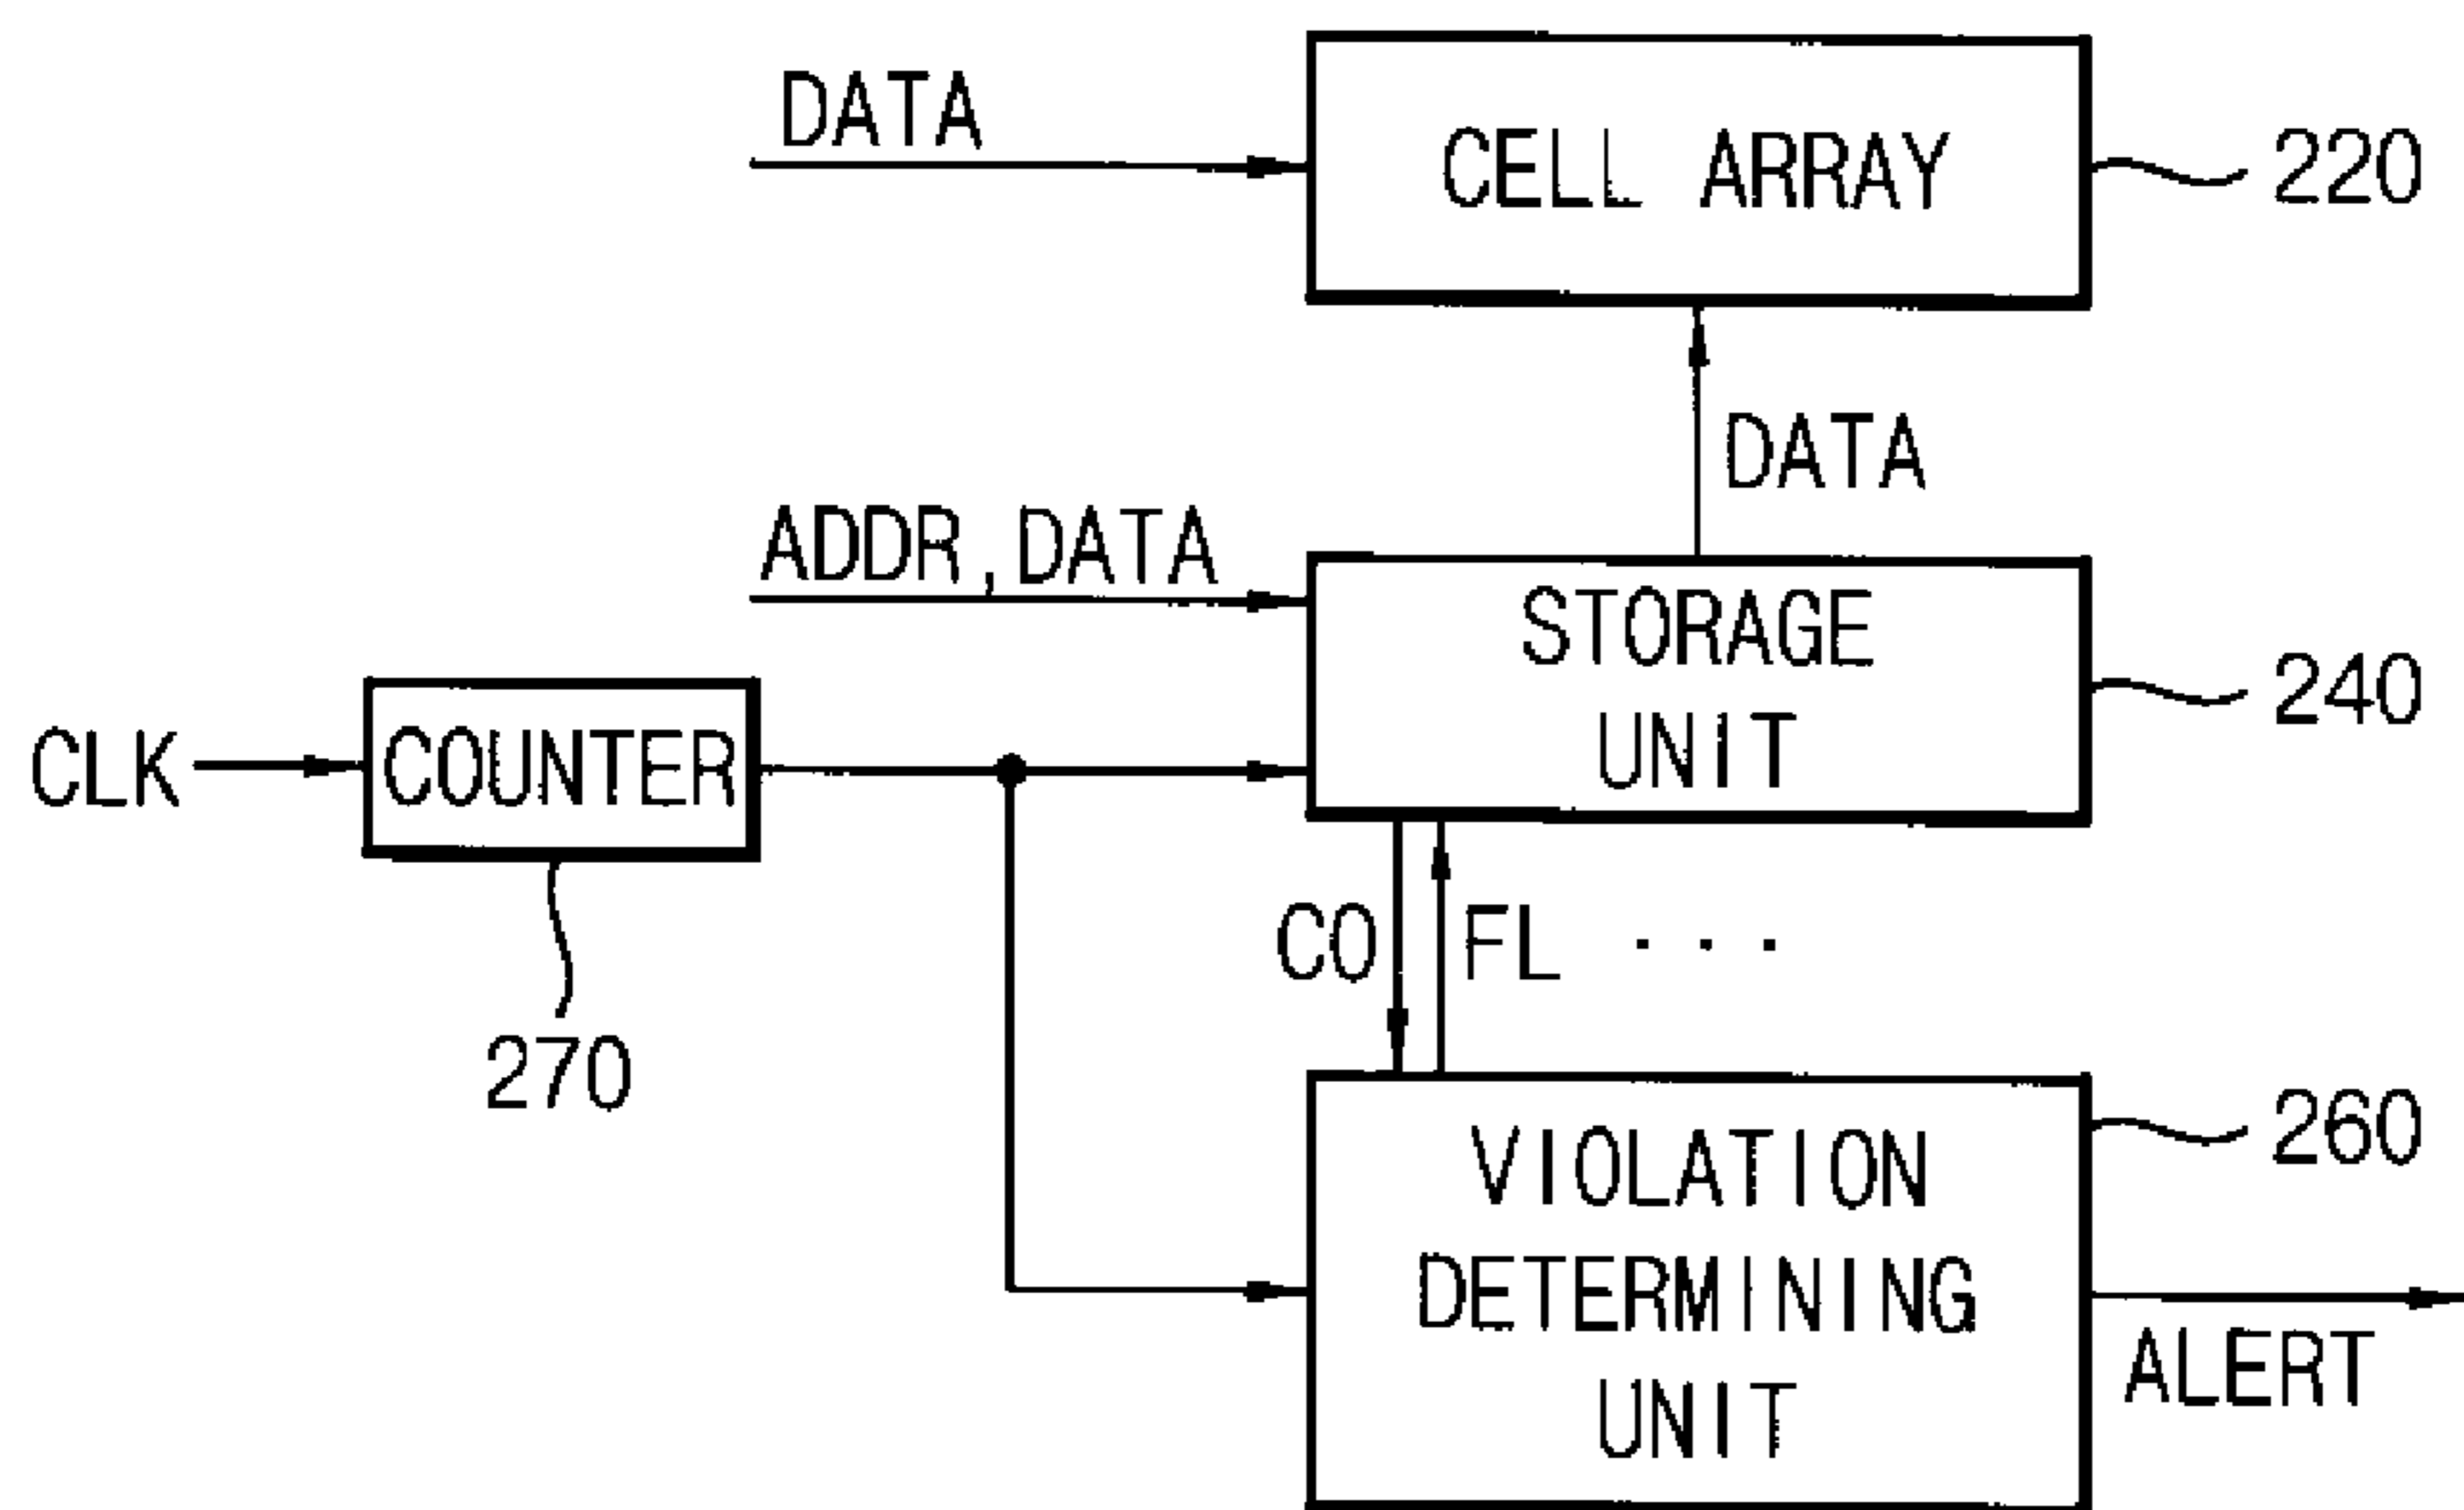 DATA
CELL ARRAY
220
DATA
ADDR,DATA
STORAGE
UNIT
240
CLK
COUNTER
270
CO
FL ...
VIOLATION
DETERMINING
UNIT
260
ALERT